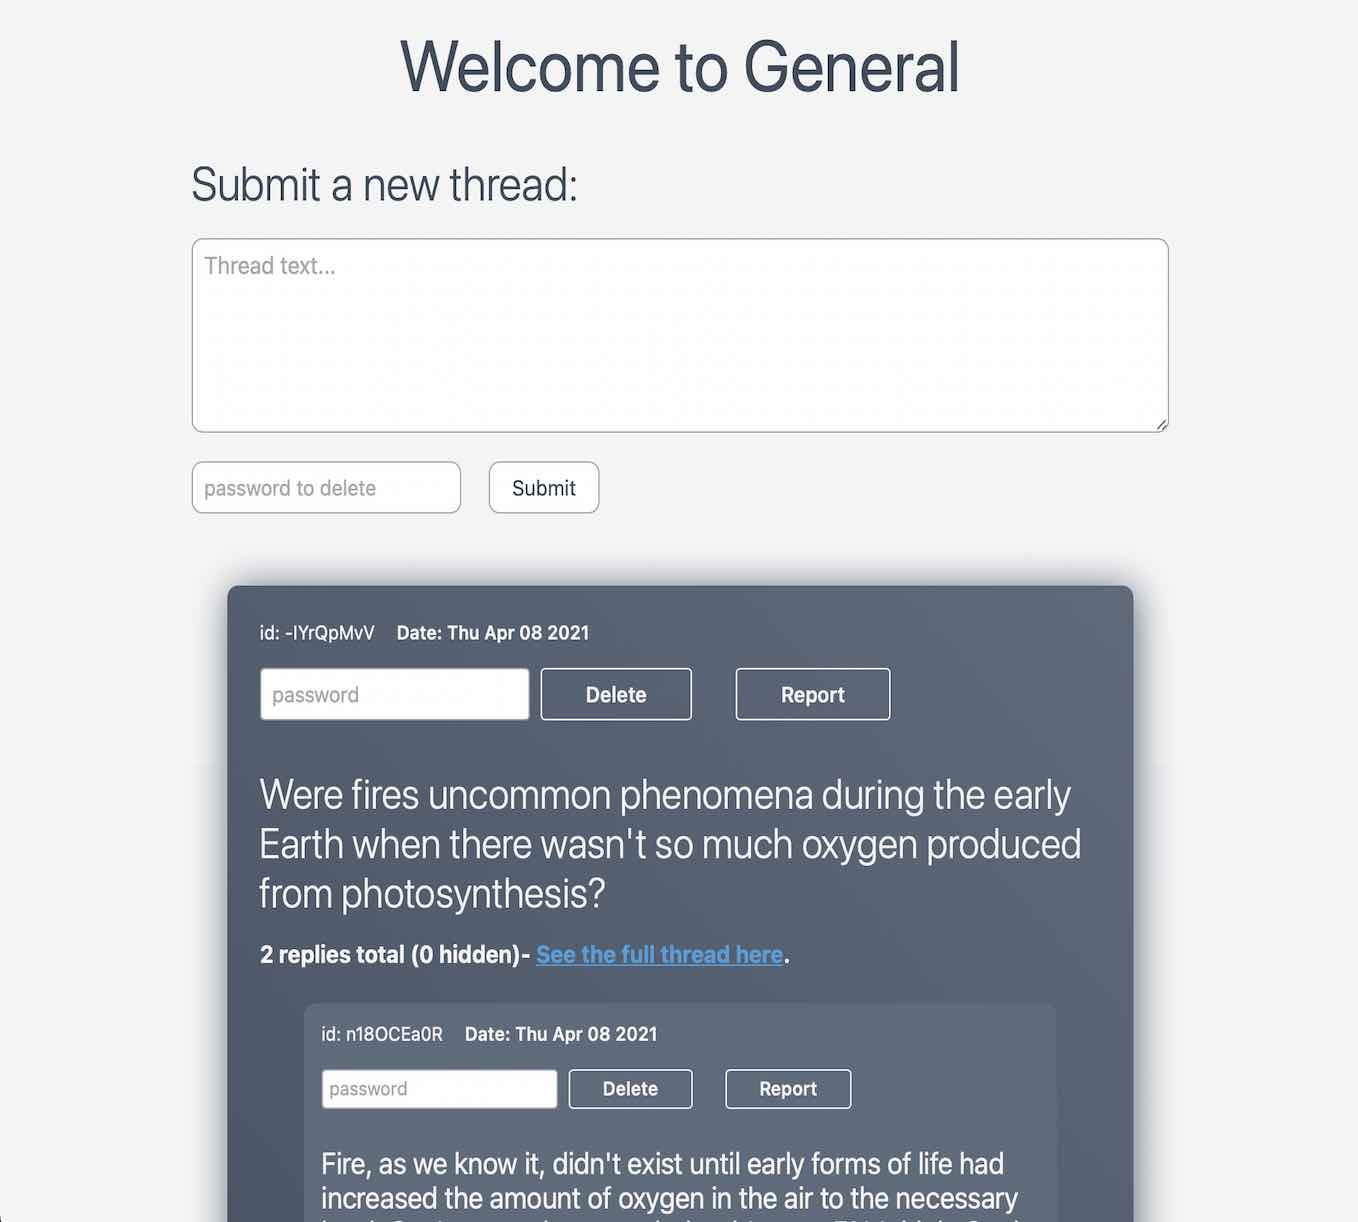 Welcome to General
Submit a new thread:
Thread text...
password to delete
Submit
id: -IYrQpMvV Date: Thu Apr 08 2021
password
Delete
Report
Were fires uncommon phenomena during the early
Earth when there wasn't so much oxygen produced
from photosynthesis?
2 replies total (0 hidden)- See the full thread here.
id: n18OCEa0R Date: Thu Apr 08 2021
password
Delete
Report
Fire, as we know it, didn't exist until early forms of life had
increased the amount of oxygen in the air to the necessary